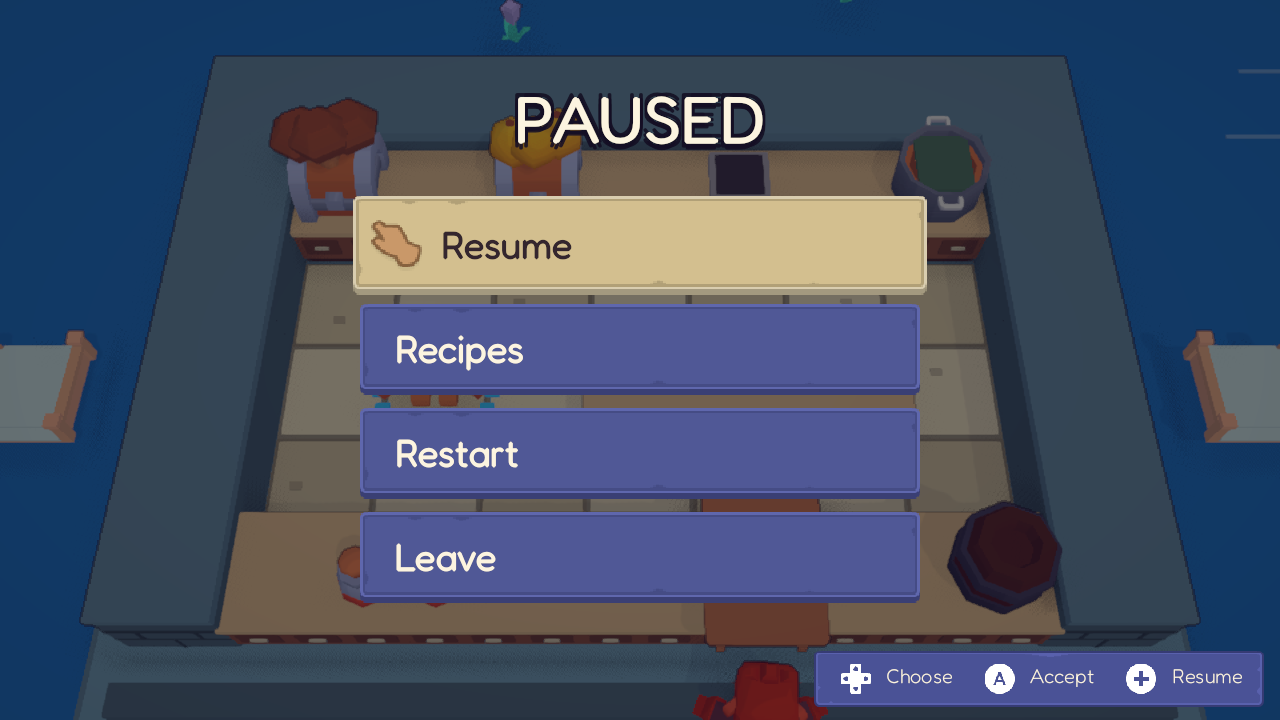 PAUSED
Resume
Recipes
Restart
Leave
Choose A Accept Resume